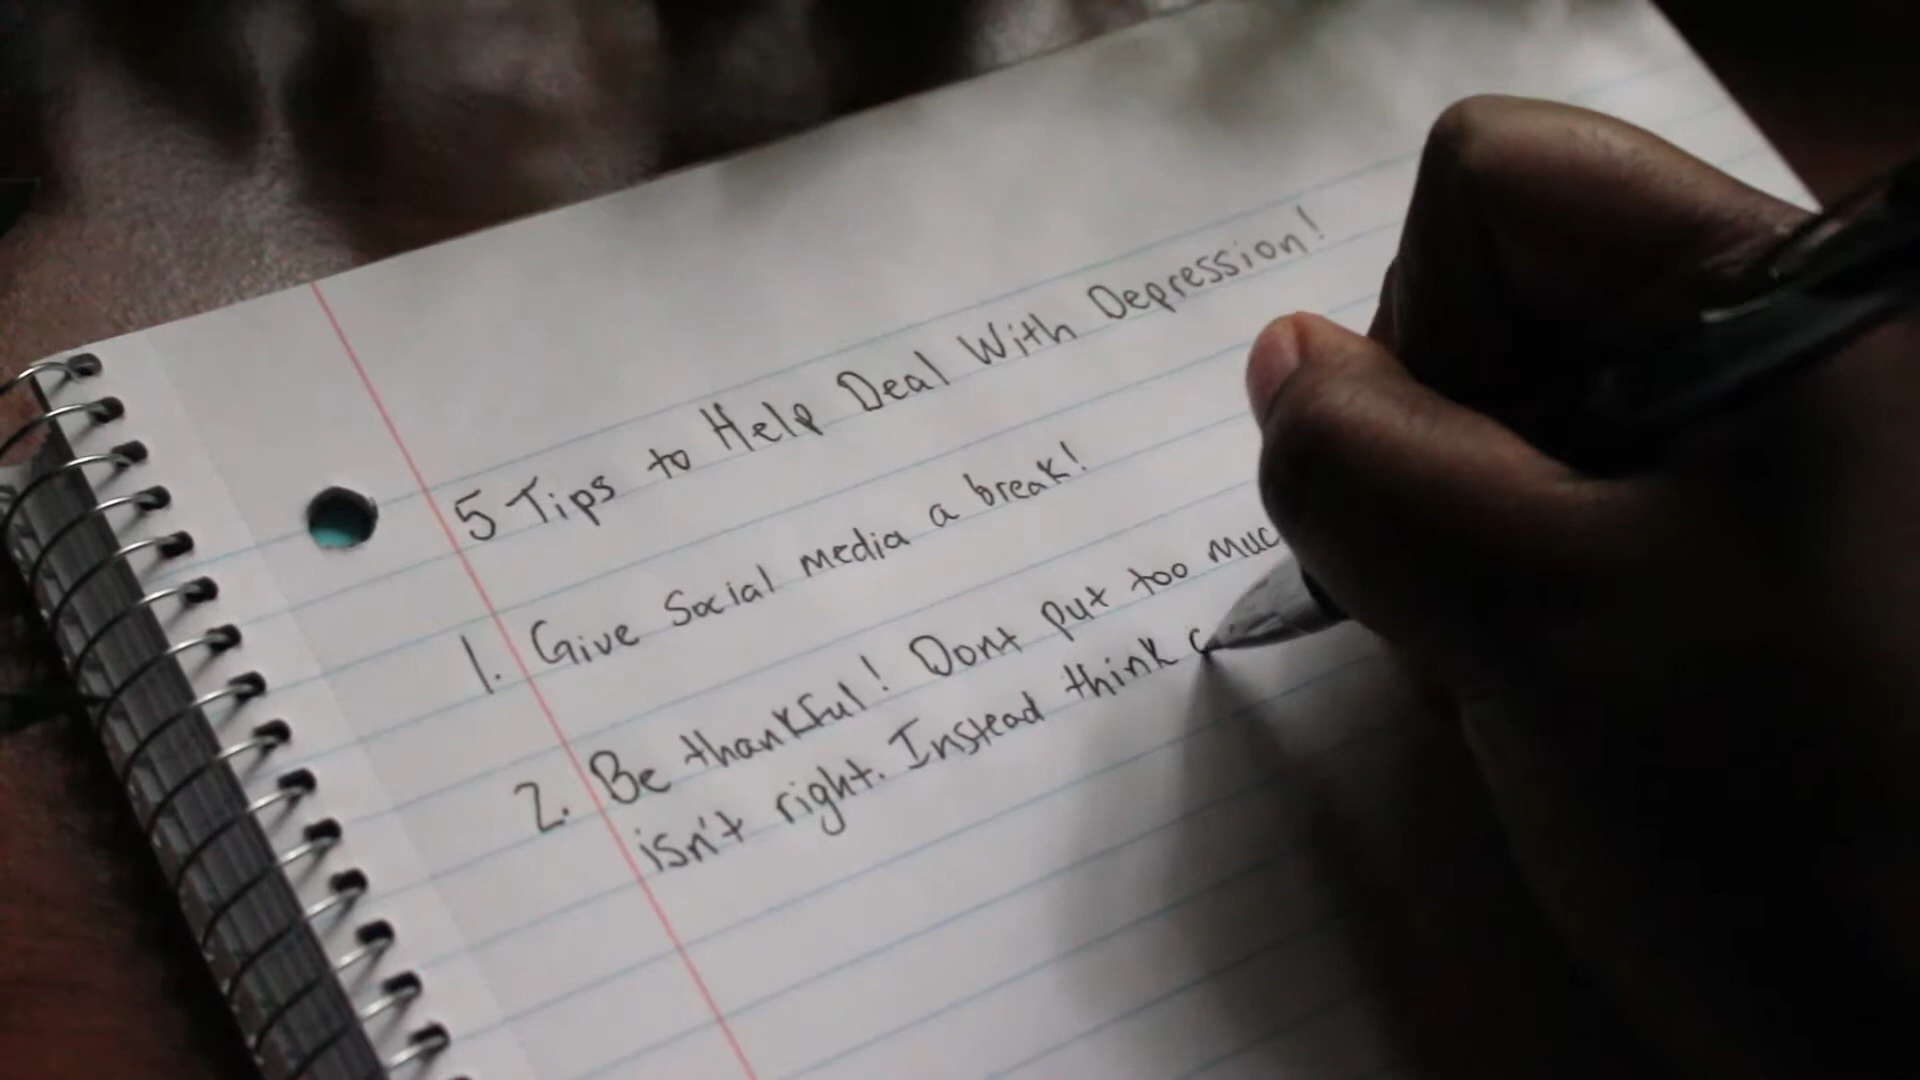 5 Tips to Help Deal With Depression!
1. Give Social media a break!
2. Be thankful! Dont put too muc
isn't right. Instead think